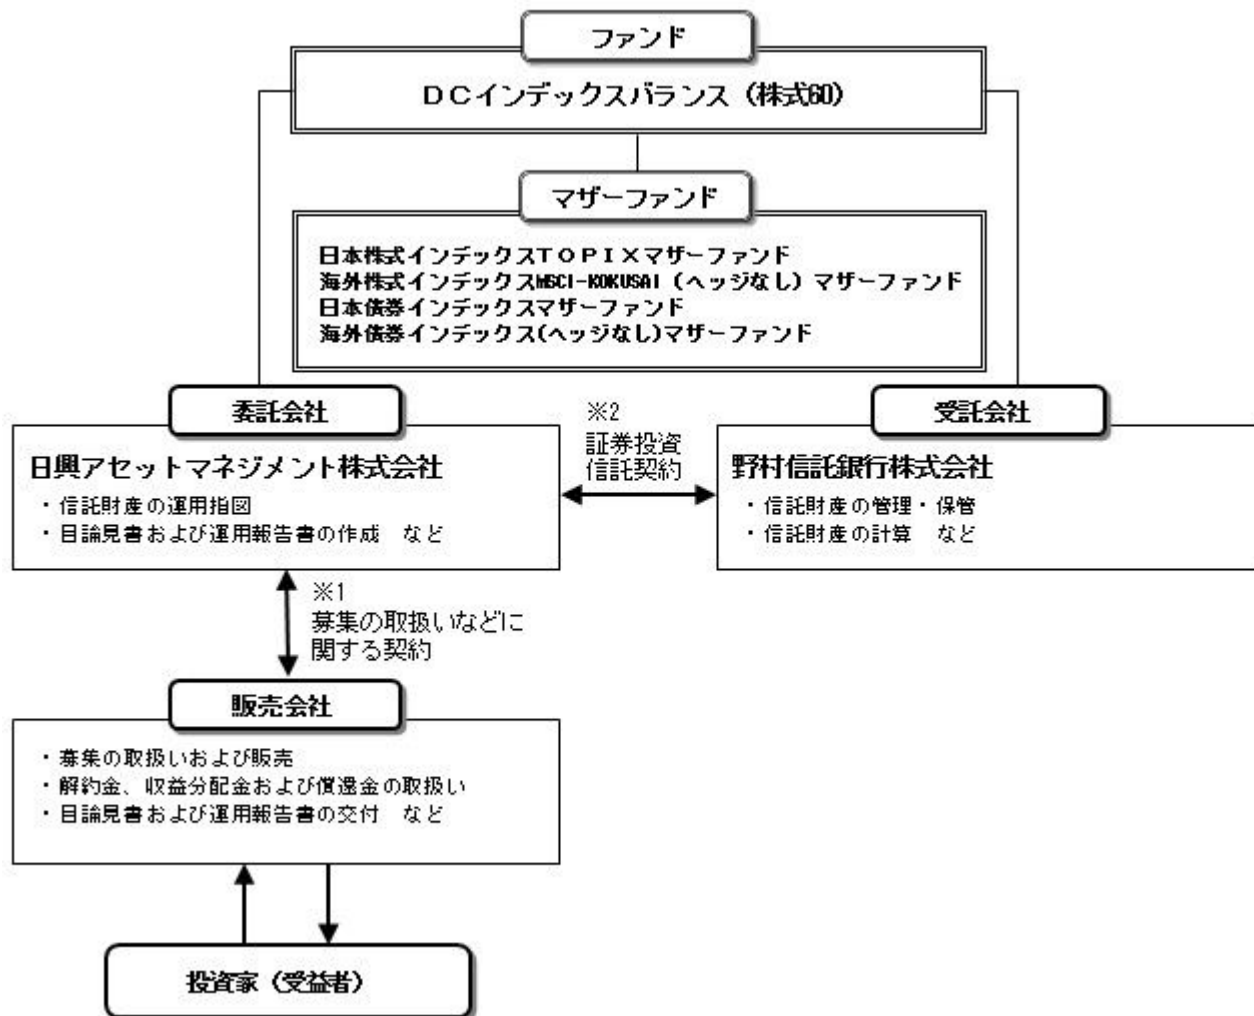 ファンド
DCインデックスバランス（株式60）
マザーファンド
日本株式インデックスTOPIXマザーファンド
海外株式インデックスMSCI-KOKUSAI（ヘッジなし）マザーファンド
日本債券インデックスマザーファンド
海外債券インデックス(ヘッジなし)マザーファンド
委託会社
日興アセットマネジメント株式会社
・信託財産の運用指図
・目論見書および運用報告書の作成　など
※2
証券投資
信託契約
受託会社
野村信託銀行株式会社
・信託財産の管理・保管
・信託財産の計算　など
※1
募集の取扱いなどに
関する契約
販売会社
・募集の取扱いおよび販売
・解約金、収益分配金および償還金の取扱い
・目論見書および運用報告書の交付　など
投資家（受益者）